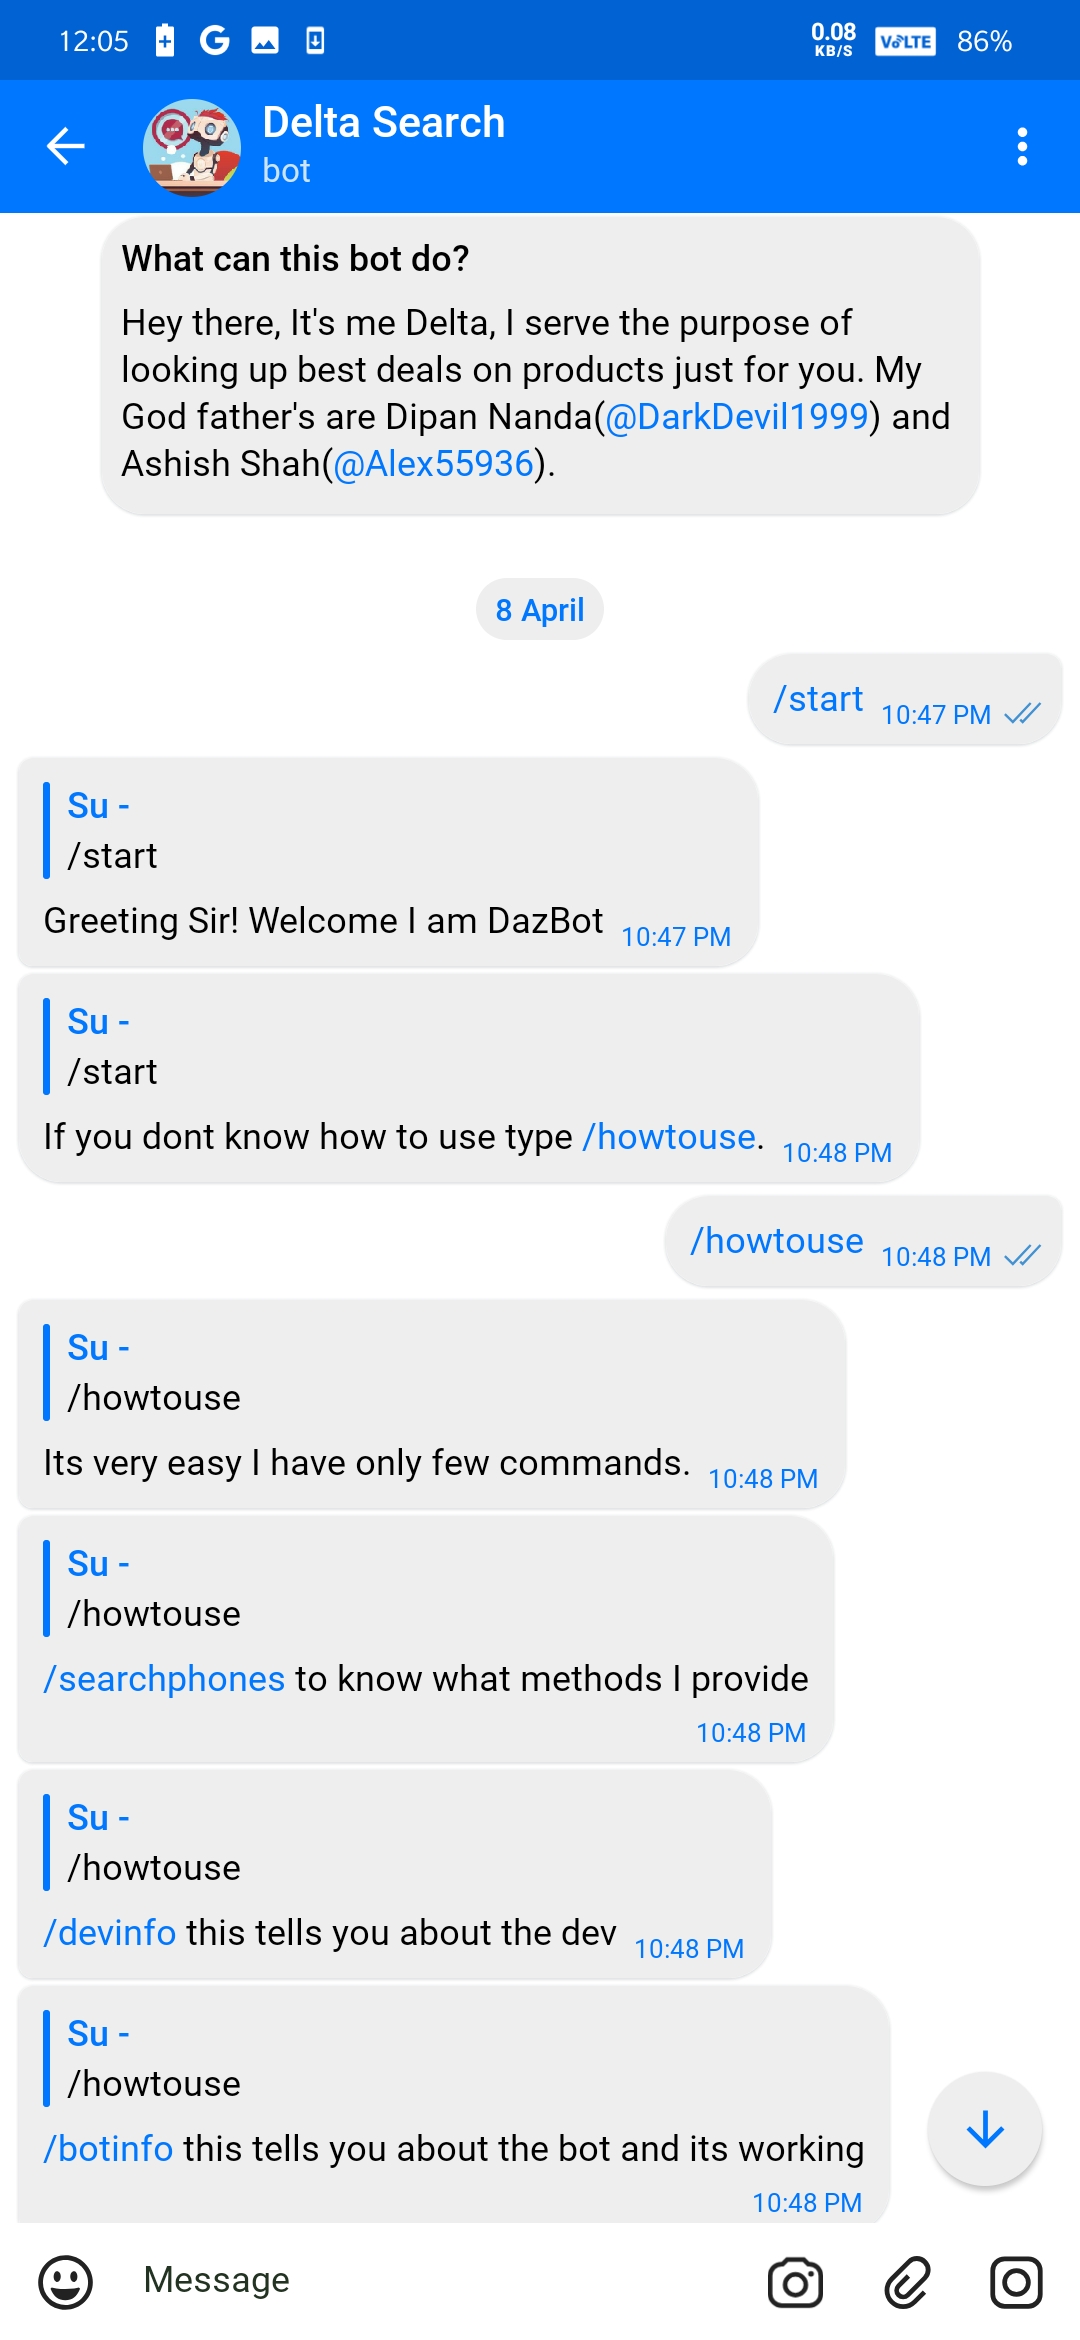 12:05
0.08
KB/S
VoLTE
86%
Delta Search
bot
What can this bot do?
Hey there, It's me Delta, I serve the purpose of
looking up best deals on products just for you. My
God father's are Dipan Nanda(@DarkDevil1999) and
Ashish Shah(@Alex55936).
8 April
/start 10:47 PM
Su -
/start
Greeting Sir! Welcome I am DazBot 10:47 PM
Su -
/start
If you dont know how to use type /howtouse. 10:48 PM
/howtouse 10:48 PM
Su -
/howtouse
Its very easy I have only few commands. 10:48 PM
Su -
/howtouse
/searchphones to know what methods I provide
10:48 PM
Su -
/howtouse
/devinfo this tells you about the dev 10:48 PM
Su -
/howtouse
/botinfo this tells you about the bot and its working
10:48 PM
Message